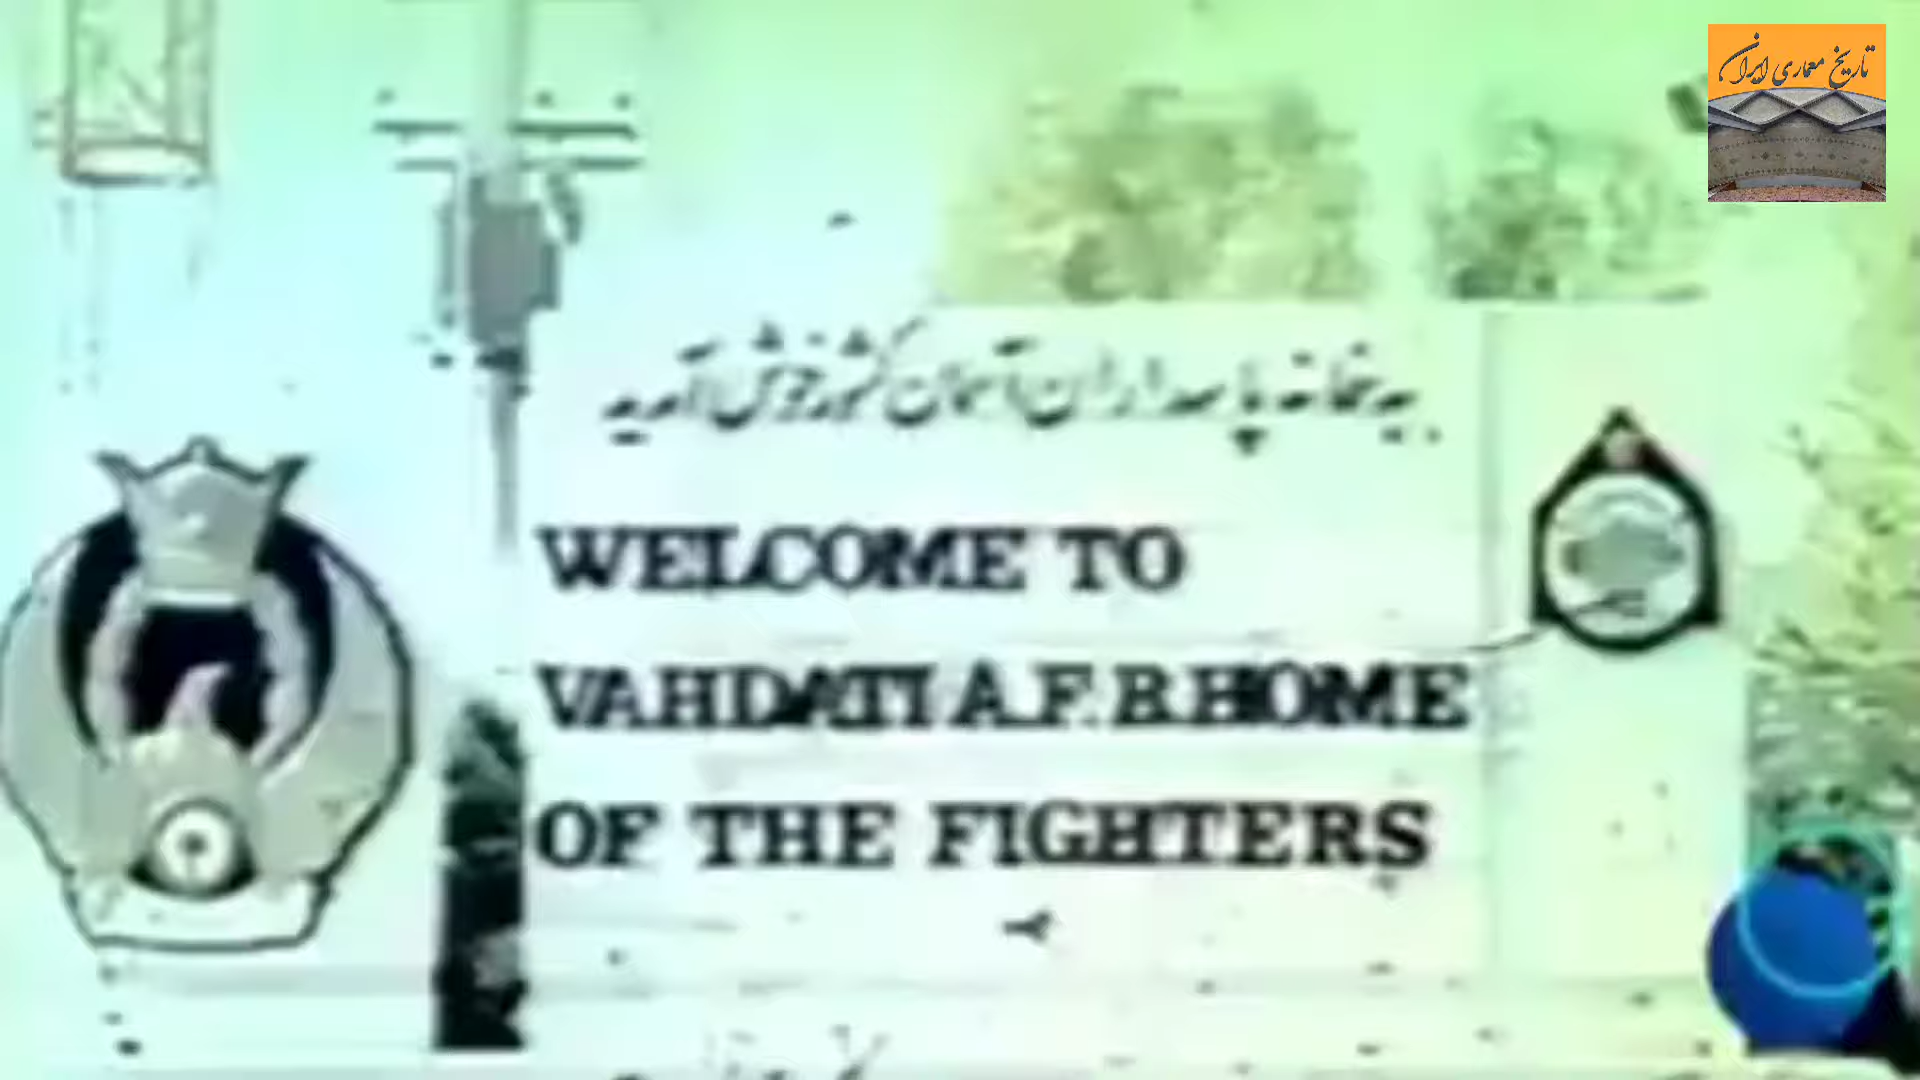 تاریخ معماری ایران
به خانه پاسداران آسمان کشور خوش آمدید
WELCOME TO
VAHDATI A.F.B HOME
OF THE FIGHTERS